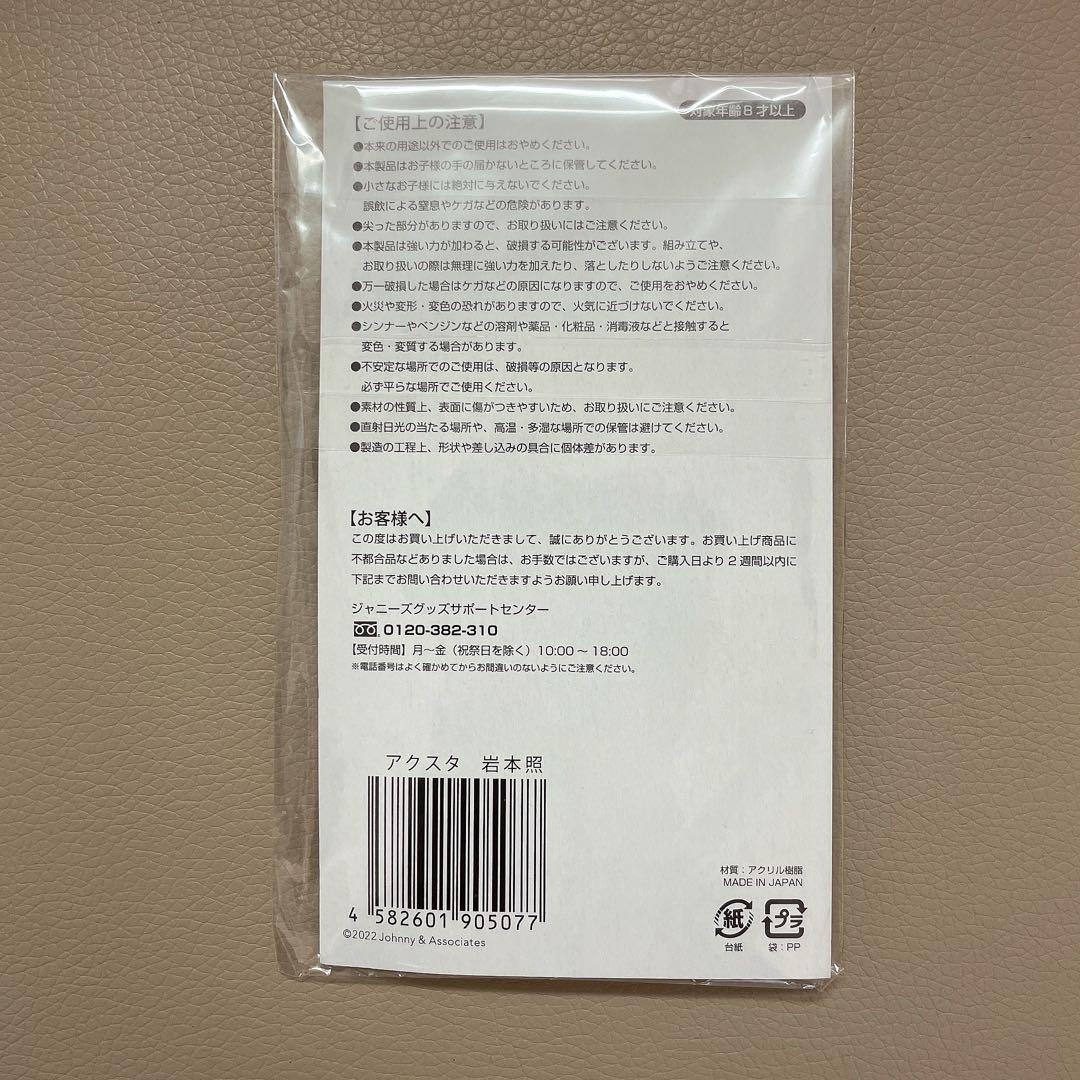 対象年齢8才以上
【ご使用上の注意】
●本来の用途以外でのご使用はおやめください。
●本製品はお子様の手の届かないところに保管してください。
●小さなお子様には絶対に与えないでください。
誤飲による窒息やケガなどの危険があります。
●尖った部分がありますので、お取り扱いにはご注意ください。
●本製品は強い力が加わると、破損する可能性がございます。組み立てや、
お取り扱いの際は無理に強い力を加えたり、落としたりしないようご注意ください。
●万一破損した場合はケガなどの原因になりますので、ご使用をおやめください。
●火災や変形・変色の恐れがありますので、火気に近づけないでください。
●シンナーやベンジンなどの溶剤や薬品・化粧品・消毒液などと接触すると
変色・変質する場合があります。
●不安定な場所でのご使用は、破損等の原因となります。
必ず平らな場所でご使用ください。
●素材の性質上、表面に傷がつきやすいため、お取り扱いにご注意ください。
●直射日光の当たる場所や、高温・多湿な場所での保管は避けてください。
●製造の工程上、形状や差し込みの具合に個体差があります。
【お客様へ】
この度はお買い上げいただきまして、誠にありがとうございます。お買い上げ商品に
不都合品などありました場合は、お手数ではございますが、ご購入日より2週間以内に
下記までお問い合わせいただきますようお願い申し上げます。
ジャニーズグッズサポートセンター
0120-382-310
【受付時間】月〜金（祝祭日を除く）10:00〜18:00
※電話番号はよく確かめてからお間違いのないようにご注意ください。
アクスタ 岩本照
4 582601 905077
©2022 Johnny & Associates
材質：アクリル樹脂
MADE IN JAPAN
紙 プラ
台紙 袋：PP